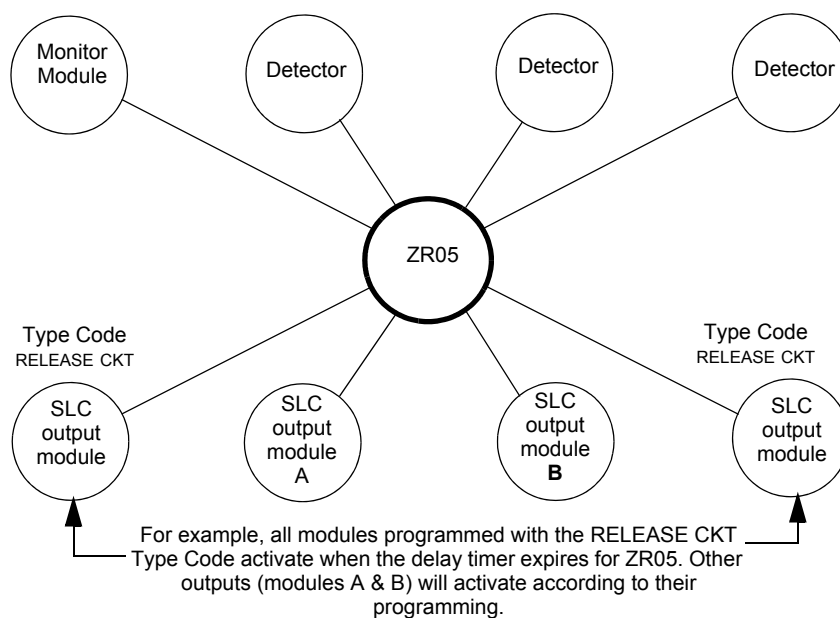 Monitor
Module
Detector
Detector
Detector
ZR05
Type Code
RELEASE CKT
Type Code
RELEASE CKT
SLC
output
module
SLC
output
module
A
SLC
output
module
B
SLC
output
module
For example, all modules programmed with the RELEASE CKT
Type Code activate when the delay timer expires for ZR05. Other
outputs (modules A & B) will activate according to their
programming.